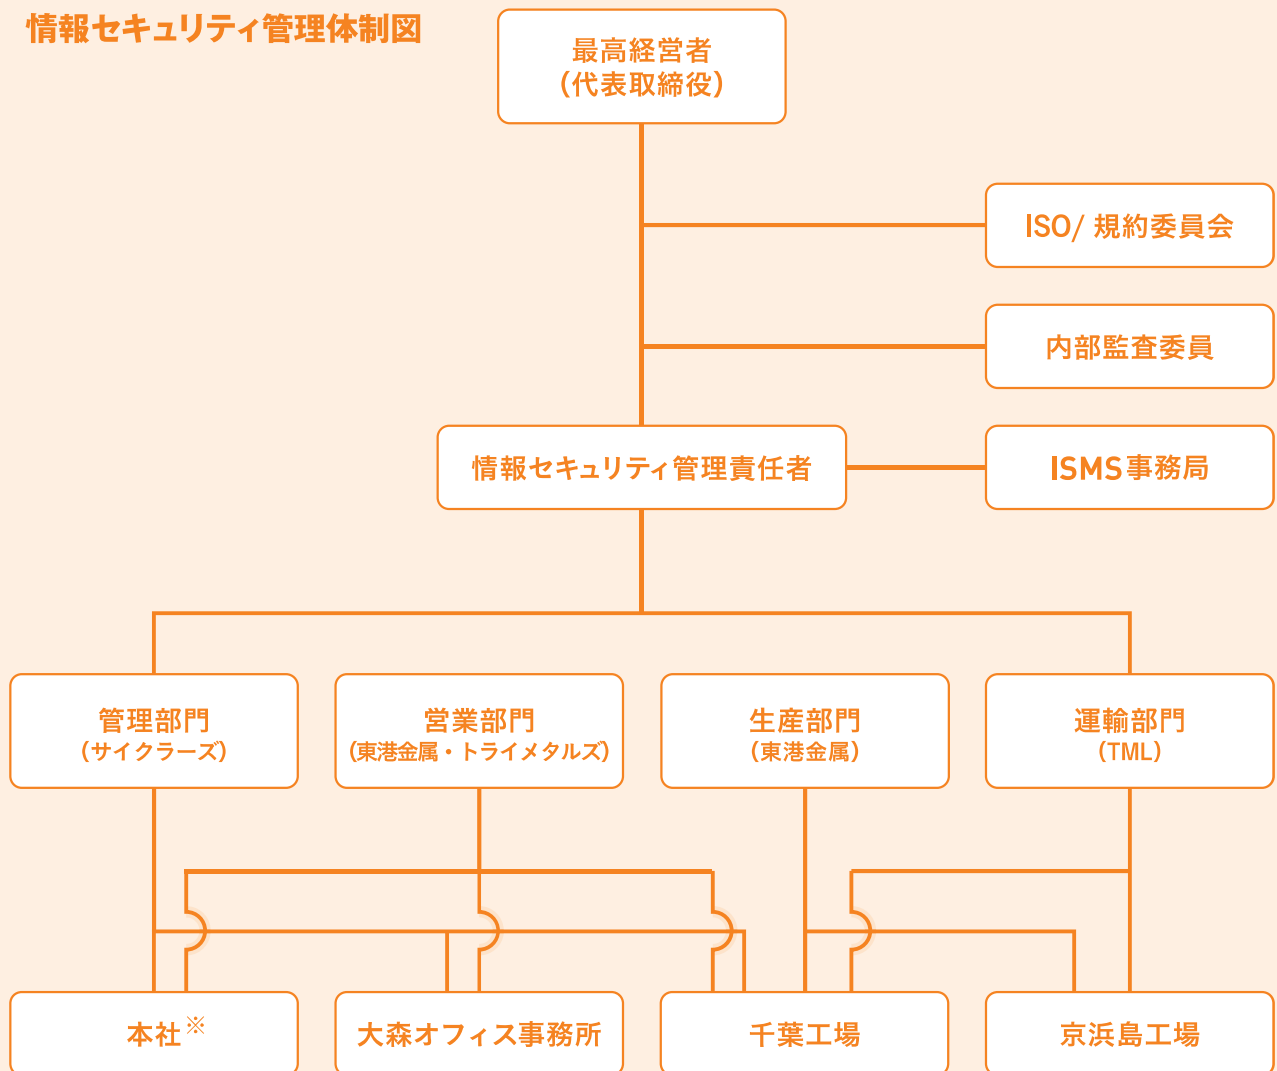 情報セキュリティ管理体制図
最高経営者
(代表取締役)
ISO/ 規約委員会
内部監査委員
情報セキュリティ管理責任者
ISMS事務局
管理部門
(サイクラーズ)
営業部門
(東港金属・トライメタルズ)
生産部門
(東港金属)
運輸部門
(TML)
本社※
大森オフィス事務所
千葉工場
京浜島工場